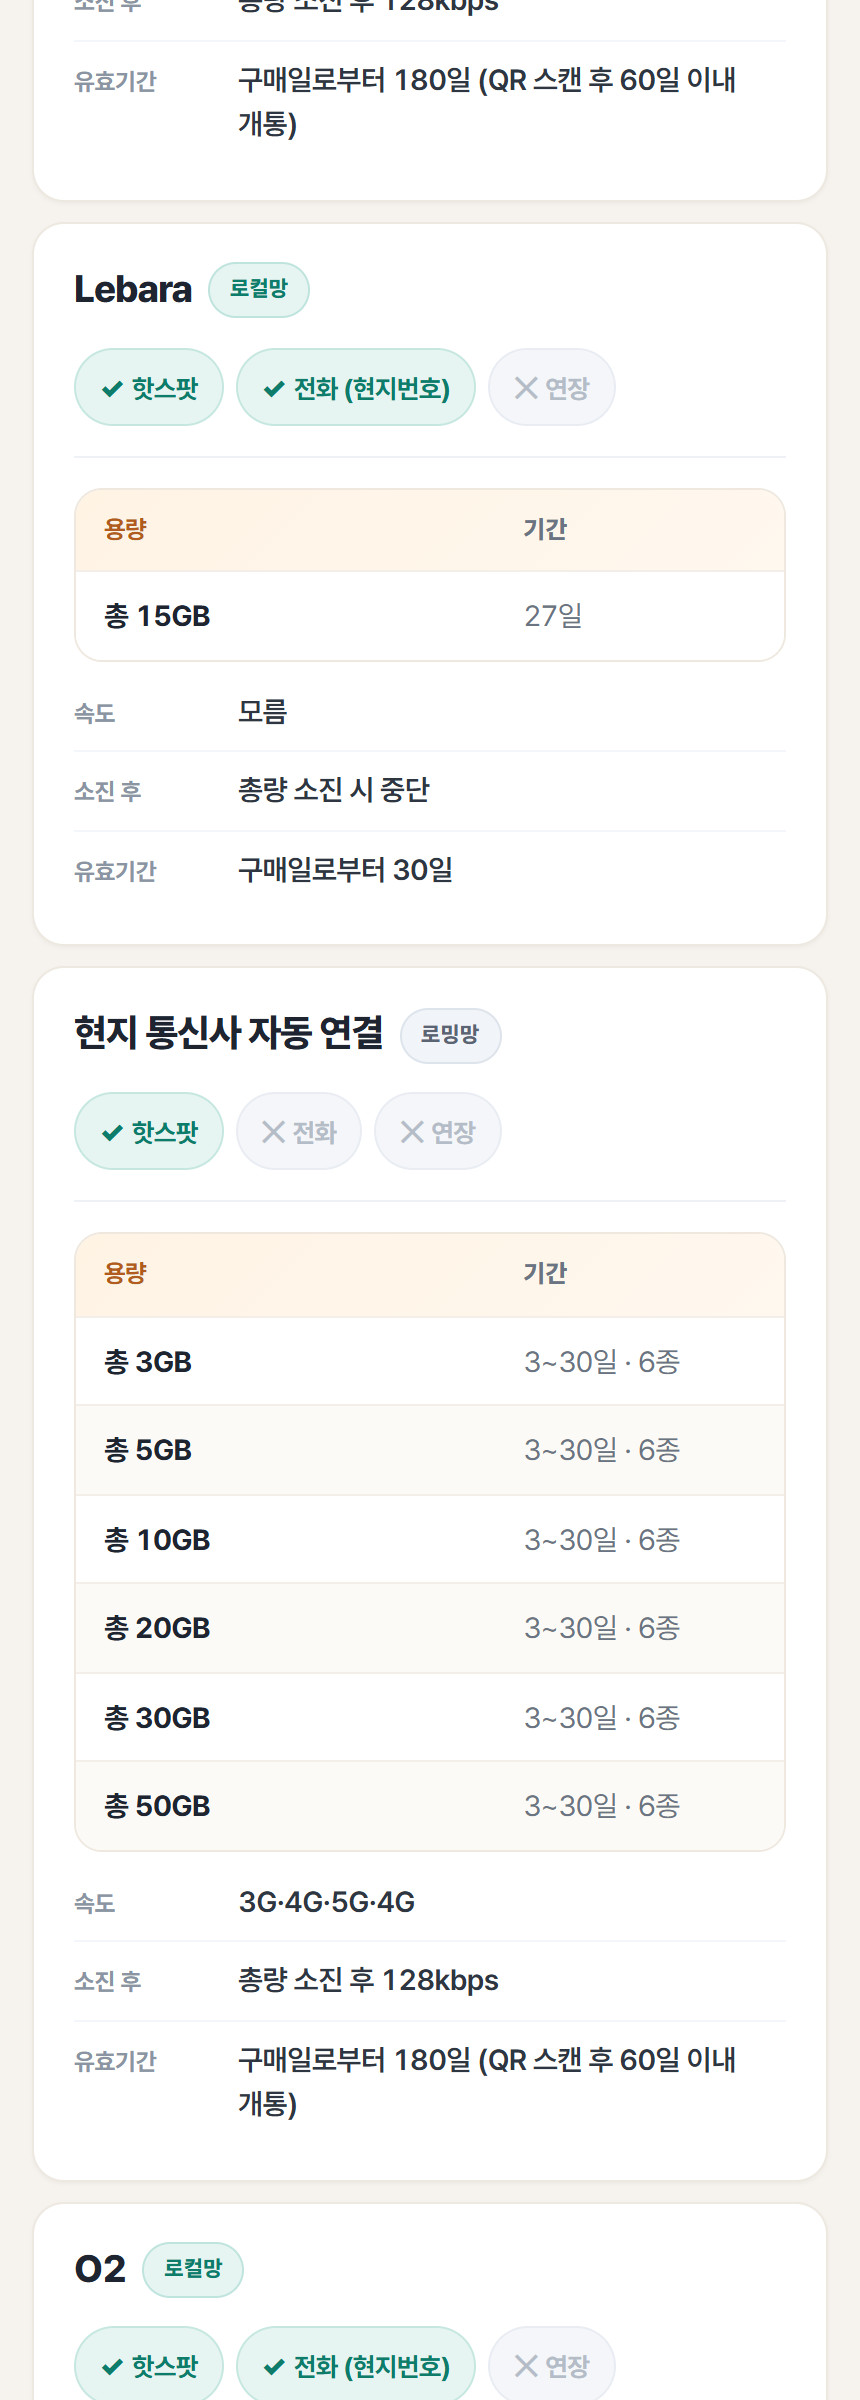 소진 후 총량 소진 후 128kbps
유효기간 구매일로부터 180일 (QR 스캔 후 60일 이내
개통)
Lebara 로컬망
✓ 핫스팟 ✓ 전화 (현지번호) ✕ 연장
용량 기간
총 15GB 27일
속도 모름
소진 후 총량 소진 시 중단
유효기간 구매일로부터 30일
현지 통신사 자동 연결 로밍망
✓ 핫스팟 ✕ 전화 ✕ 연장
용량 기간
총 3GB 3~30일 · 6종
총 5GB 3~30일 · 6종
총 10GB 3~30일 · 6종
총 20GB 3~30일 · 6종
총 30GB 3~30일 · 6종
총 50GB 3~30일 · 6종
속도 3G·4G·5G·4G
소진 후 총량 소진 후 128kbps
유효기간 구매일로부터 180일 (QR 스캔 후 60일 이내
개통)
O2 로컬망
✓ 핫스팟 ✓ 전화 (현지번호) ✕ 연장